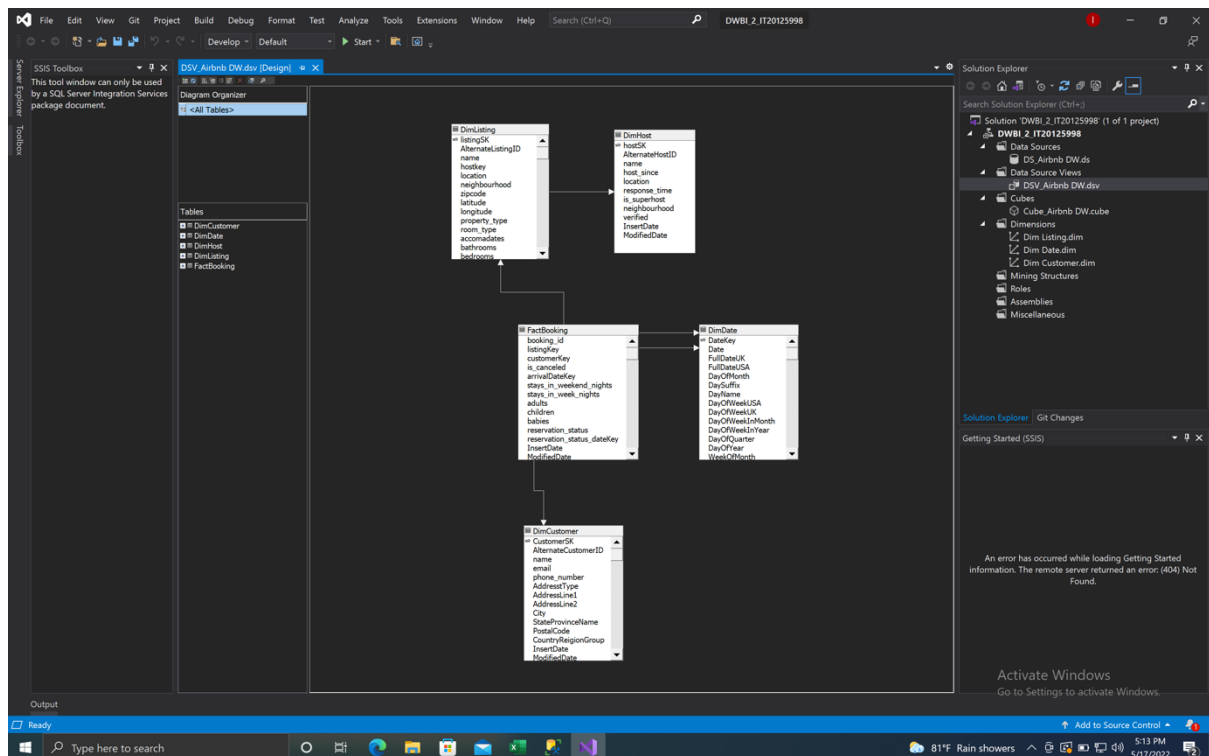 File Edit View Git Project Build Debug Format Test Analyze Tools Extensions Window Help Search (Ctrl+Q) DWBI_2_IT20125998 I
Develop Default Start
Server Explorer
Toolbox
SSIS Toolbox
This tool window can only be used
by a SQL Server Integration Services
package document.
DSV_Airbnb DW.dsv [Design]
Diagram Organizer
<All Tables>
Tables
DimCustomer
DimDate
DimHost
DimListing
FactBooking
DimListing
listingSK
AlternateListingID
name
hostkey
location
neighbourhood
zipcode
latitude
longitude
property_type
room_type
accomadates
bathrooms
bedrooms
DimHost
hostSK
AlternateHostID
name
host_since
location
response_time
is_superhost
neighbourhood
verified
InsertDate
ModifiedDate
FactBooking
booking_id
listingKey
customerKey
is_canceled
arrivalDateKey
stays_in_weekend_nights
stays_in_week_nights
adults
children
babies
reservation_status
reservation_status_dateKey
InsertDate
ModifiedDate
DimDate
DateKey
Date
FullDateUK
FullDateUSA
DayOfMonth
DaySuffix
DayName
DayOfWeekUSA
DayOfWeekUK
DayOfWeekInMonth
DayOfWeekInYear
DayOfQuarter
DayOfYear
WeekOfMonth
DimCustomer
CustomerSK
AlternateCustomerID
name
email
phone_number
AddresstType
AddressLine1
AddressLine2
City
StateProvinceName
PostalCode
CountryReigionGroup
InsertDate
ModifiedDate
Solution Explorer
Search Solution Explorer (Ctrl+;)
Solution 'DWBI_2_IT20125998' (1 of 1 project)
DWBI_2_IT20125998
Data Sources
DS_Airbnb DW.ds
Data Source Views
DSV_Airbnb DW.dsv
Cubes
Cube_Airbnb DW.cube
Dimensions
Dim Listing.dim
Dim Date.dim
Dim Customer.dim
Mining Structures
Roles
Assemblies
Miscellaneous
Solution Explorer Git Changes
Getting Started (SSIS)
An error has occurred while loading Getting Started
information. The remote server returned an error: (404) Not
Found.
Activate Windows
Go to Settings to activate Windows.
Output
Ready Add to Source Control 1
Type here to search 81°F Rain showers 5:13 PM
5/17/2022 2